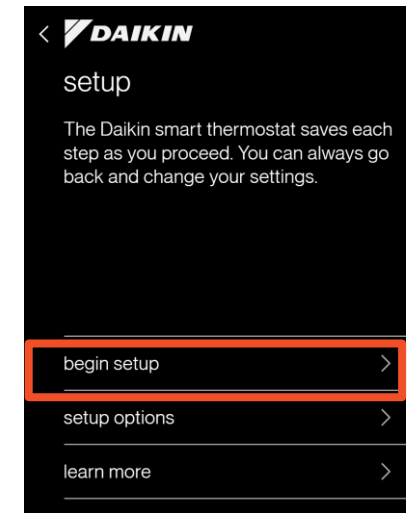 DAIKIN
setup
The Daikin smart thermostat saves each
step as you proceed. You can always go
back and change your settings.
begin setup
setup options
learn more